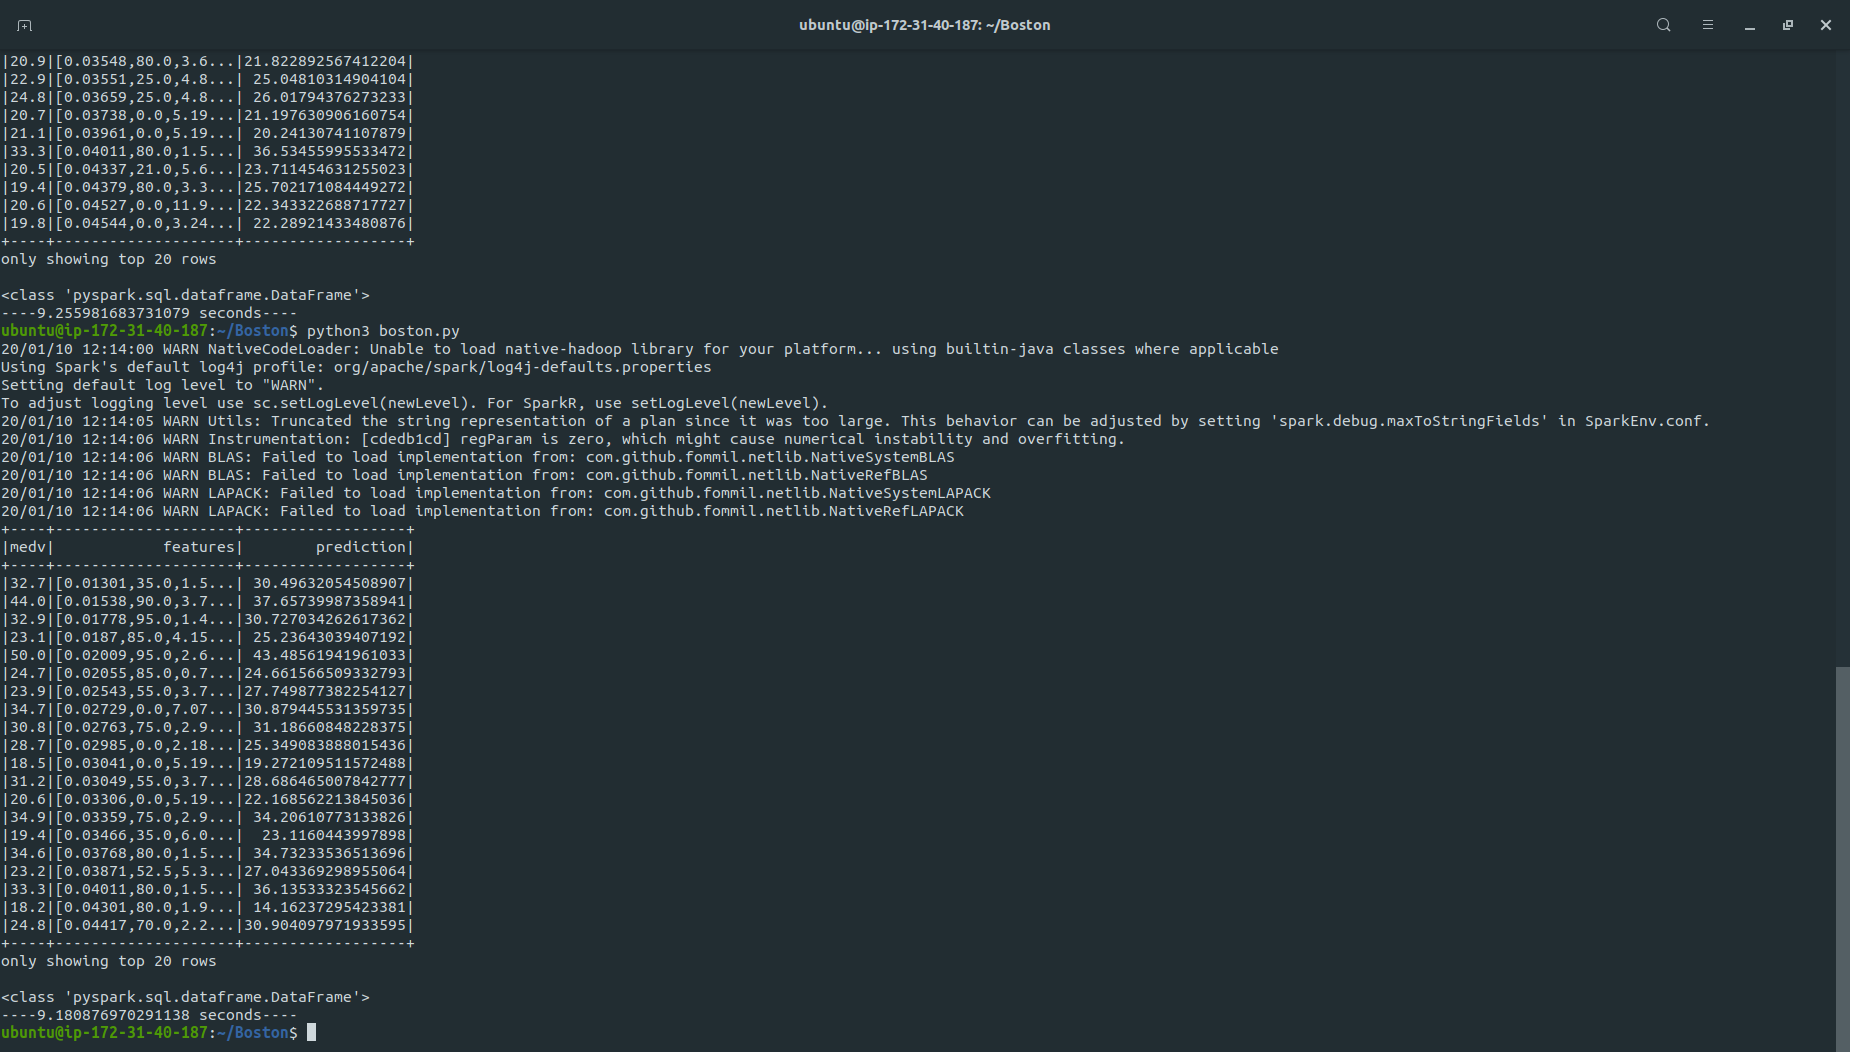 ubuntu@ip-172-31-40-187: ~/Boston
|20.9|[0.03548,80.0,3.6...|21.822892567412204|
|22.9|[0.03551,25.0,4.8...| 25.04810314904104|
|24.8|[0.03659,25.0,4.8...| 26.01794376273233|
|20.7|[0.03738,0.0,5.19...|21.197630906160754|
|21.1|[0.03961,0.0,5.19...| 20.24130741107879|
|33.3|[0.04011,80.0,1.5...| 36.53455995533472|
|20.5|[0.04337,21.0,5.6...|23.711454631255023|
|19.4|[0.04379,80.0,3.3...|25.702171084449272|
|20.6|[0.04527,0.0,11.9...|22.343322688717727|
|19.8|[0.04544,0.0,3.24...| 22.28921433480876|
+----+--------------------+------------------+
only showing top 20 rows
<class 'pyspark.sql.dataframe.DataFrame'>
----9.255981683731079 seconds----
ubuntu@ip-172-31-40-187:~/Boston$ python3 boston.py
20/01/10 12:14:00 WARN NativeCodeLoader: Unable to load native-hadoop library for your platform... using builtin-java classes where applicable
Using Spark's default log4j profile: org/apache/spark/log4j-defaults.properties
Setting default log level to "WARN".
To adjust logging level use sc.setLogLevel(newLevel). For SparkR, use setLogLevel(newLevel).
20/01/10 12:14:05 WARN Utils: Truncated the string representation of a plan since it was too large. This behavior can be adjusted by setting 'spark.debug.maxToStringFields' in SparkEnv.conf.
20/01/10 12:14:06 WARN Instrumentation: [cdedb1cd] regParam is zero, which might cause numerical instability and overfitting.
20/01/10 12:14:06 WARN BLAS: Failed to load implementation from: com.github.fommil.netlib.NativeSystemBLAS
20/01/10 12:14:06 WARN BLAS: Failed to load implementation from: com.github.fommil.netlib.NativeRefBLAS
20/01/10 12:14:06 WARN LAPACK: Failed to load implementation from: com.github.fommil.netlib.NativeSystemLAPACK
20/01/10 12:14:06 WARN LAPACK: Failed to load implementation from: com.github.fommil.netlib.NativeRefLAPACK
+----+--------------------+------------------+
|medv|            features|        prediction|
+----+--------------------+------------------+
|32.7|[0.01301,35.0,1.5...| 30.49632054508907|
|44.0|[0.01538,90.0,3.7...| 37.65739987358941|
|32.9|[0.01778,95.0,1.4...|30.727034262617362|
|23.1|[0.0187,85.0,4.15...| 25.23643039407192|
|50.0|[0.02009,95.0,2.6...| 43.48561941961033|
|24.7|[0.02055,85.0,0.7...|24.661566509332793|
|23.9|[0.02543,55.0,3.7...|27.749877382254127|
|34.7|[0.02729,0.0,7.07...|30.879445531359735|
|30.8|[0.02763,75.0,2.9...| 31.18660848228375|
|28.7|[0.02985,0.0,2.18...|25.349083888015436|
|18.5|[0.03041,0.0,5.19...|19.272109511572488|
|31.2|[0.03049,55.0,3.7...|28.686465007842777|
|20.6|[0.03306,0.0,5.19...|22.168562213845036|
|34.9|[0.03359,75.0,2.9...| 34.20610773133826|
|19.4|[0.03466,35.0,6.0...|  23.1160443997898|
|34.6|[0.03768,80.0,1.5...| 34.73233536513696|
|23.2|[0.03871,52.5,5.3...|27.043369298955064|
|33.3|[0.04011,80.0,1.5...| 36.13533323545662|
|18.2|[0.04301,80.0,1.9...| 14.16237295423381|
|24.8|[0.04417,70.0,2.2...|30.904097971933595|
+----+--------------------+------------------+
only showing top 20 rows
<class 'pyspark.sql.dataframe.DataFrame'>
----9.180876970291138 seconds----
ubuntu@ip-172-31-40-187:~/Boston$